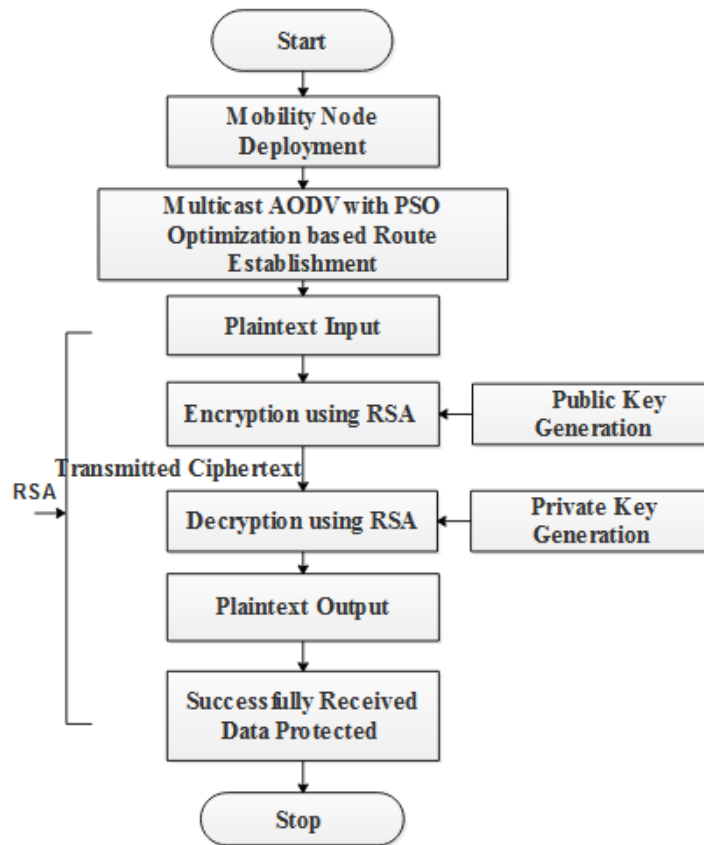 Start
Mobility Node
Deployment
Multicast AODV with PSO
Optimization based Route
Establishment
Plaintext Input
Encryption using RSA
Public Key
Generation
Transmitted Ciphertext
RSA
Decryption using RSA
Private Key
Generation
Plaintext Output
Successfully Received
Data Protected
Stop